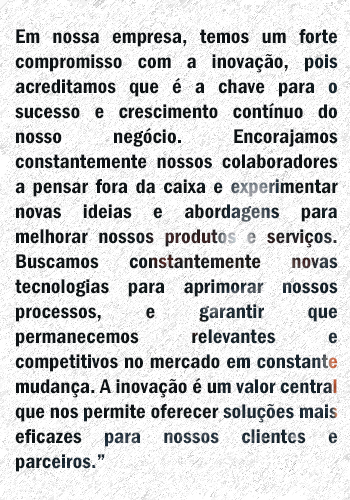 Em nossa empresa, temos um forte
compromisso com a inovação, pois
acreditamos que é a chave para o
sucesso e crescimento contínuo do
nosso negócio. Encorajamos
constantemente nossos colaboradores
a pensar fora da caixa e experimentar
novas ideias e abordagens para
melhorar nossos produtos e serviços.
Buscamos constantemente novas
tecnologias para aprimorar nossos
processos, e garantir que
permanecemos relevantes e
competitivos no mercado em constante
mudança. A inovação é um valor central
que nos permite oferecer soluções mais
eficazes para nossos clientes e
parceiros.”